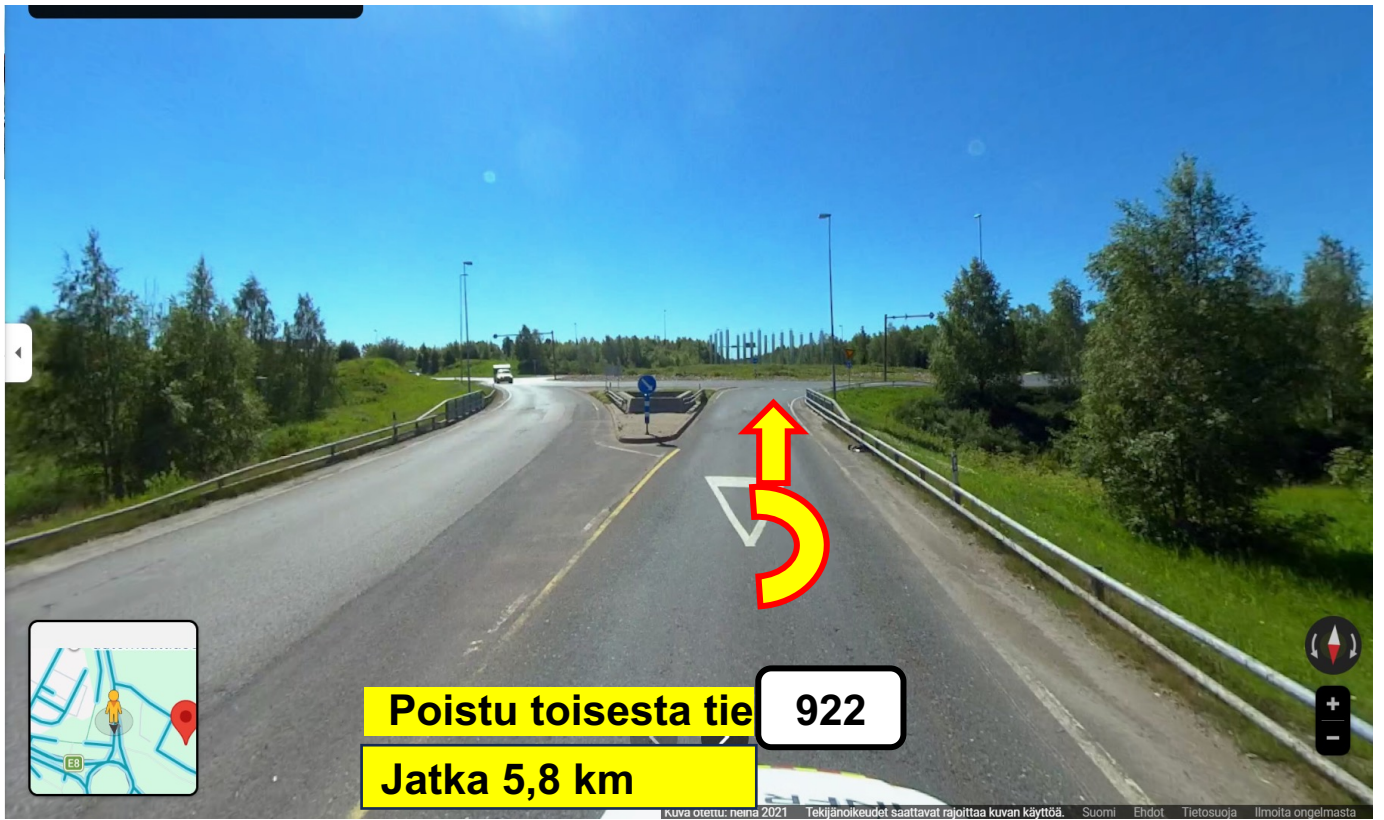 E8
Poistu toisesta tie 922
Jatka 5,8 km
Kuva otettu: heinä 2021 Tekijänoikeudet saattavat rajoittaa kuvan käyttöä. Suomi Ehdot Tietosuoja Ilmoita ongelmasta